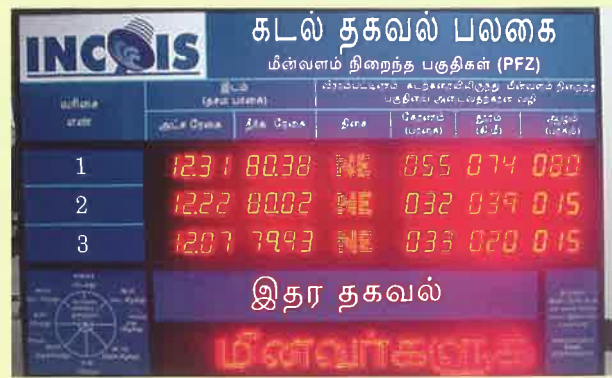 INCOIS
கடல் தகவல் பலகை
மீன்வளம் நிறைந்த பகுதிகள் (PFZ)
வரிசை எண்
இடம்
(தசம பாகை)
அட்ச ரேகை தீர்க ரேகை திசை கோணம் (பாகை) தூரம் (கி.மீ) ஆழம் (பாகம்)
1 12.31 80.38 NE 055 074 080
2 12.22 80.02 NE 032 039 015
3 12.07 79.93 NE 033 020 015
இதர தகவல்
மீனவர்களுக்